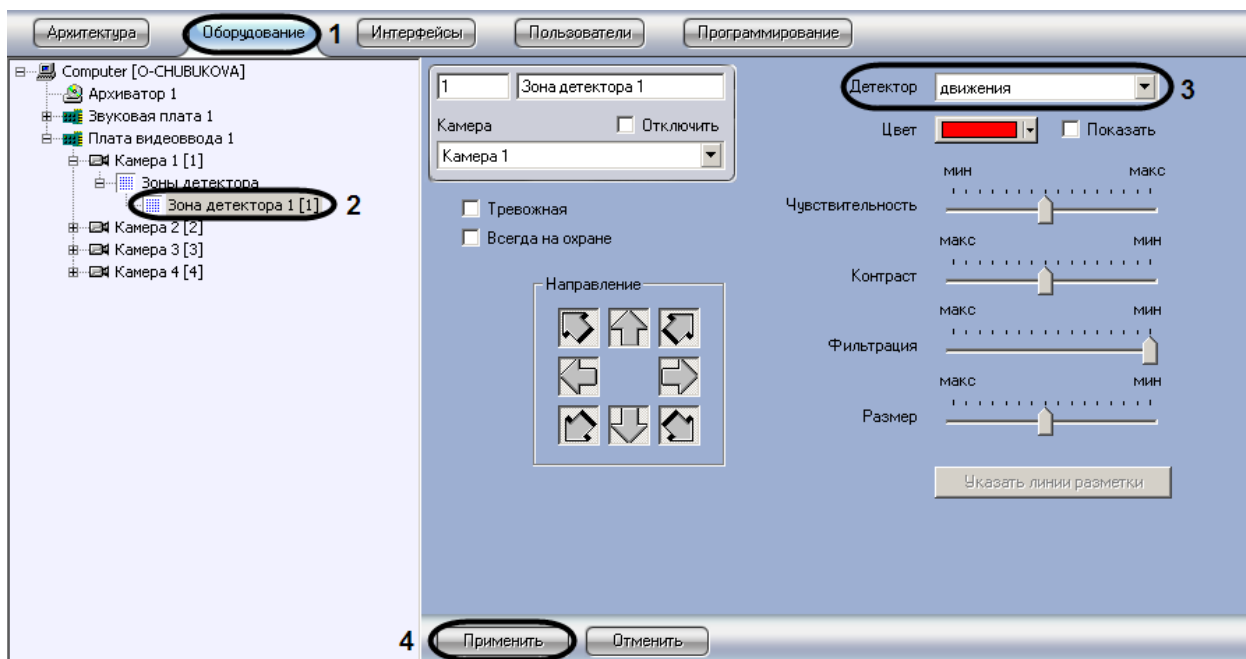 Архитектура Оборудование 1 Интерфейсы Пользователи Программирование
Computer [O-CHUBUKOVA]
Архиватор 1
Звуковая плата 1
Плата видеоввода 1
Камера 1 [1]
Зоны детектора
Зона детектора 1 [1] 2
Камера 2 [2]
Камера 3 [3]
Камера 4 [4]
1 Зона детектора 1
Камера Отключить
Камера 1
Тревожная
Всегда на охране
Направление
Детектор движения 3
Цвет Показать
мин макс
Чувствительность
макс мин
Контраст
макс мин
Фильтрация
макс мин
Размер
Указать линии разметки
4 Применить Отменить